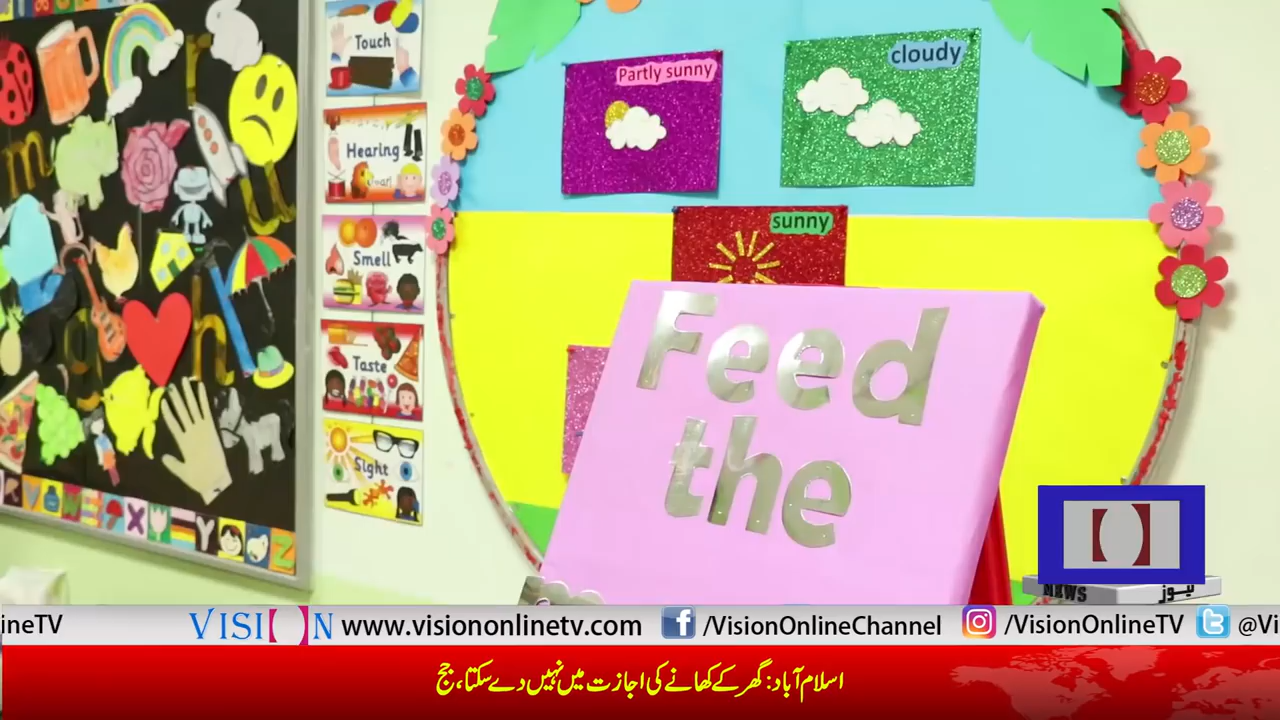 Touch
Hearing
Smell
Taste
Sight
Partly sunny
cloudy
sunny
Feed
the
r
m
u
a
h
X
Y
Z
NEWS نیوز
ineTV VISI()N www.visiononlinetv.com /VisionOnlineChannel /VisionOnlineTV @Vi
اسلام آباد: گھر کے کھانے کی اجازت میں نہیں دے سکتا، جج